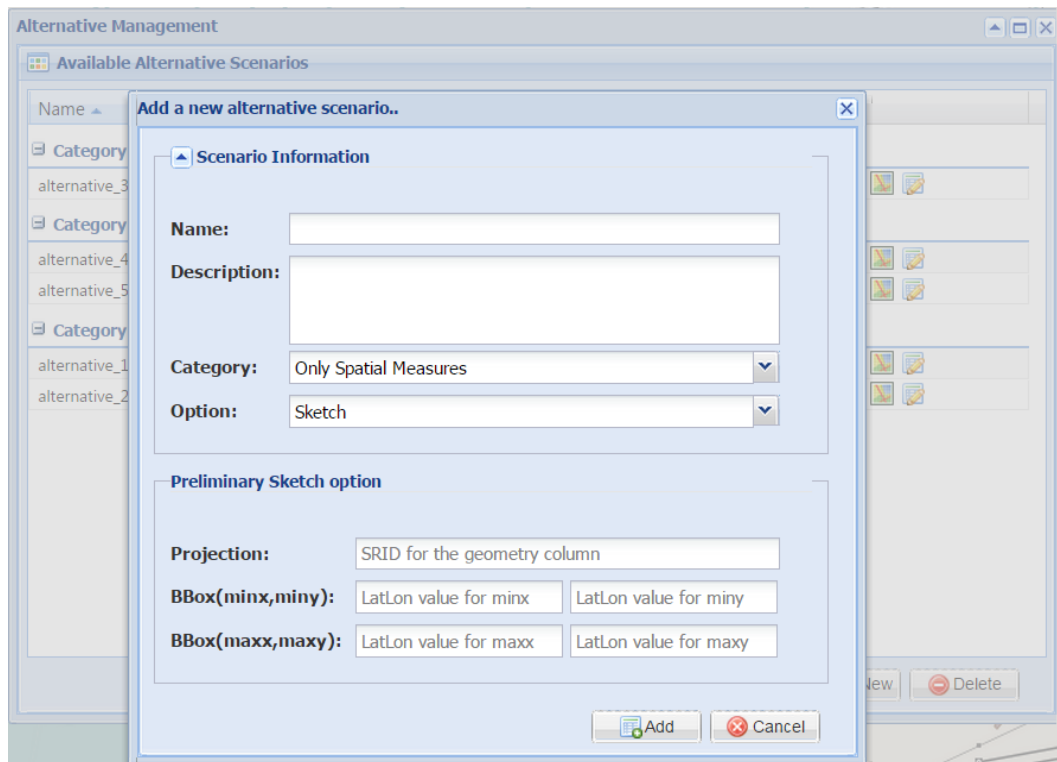 Alternative Management
Available Alternative Scenarios
Name
Add a new alternative scenario..
Category
Scenario Information
alternative_3
Category
Name:
alternative_4
Description:
alternative_5
Category
alternative_1
Category: Only Spatial Measures
alternative_2
Option: Sketch
Preliminary Sketch option
Projection: SRID for the geometry column
BBox(minx,miny): LatLon value for minx LatLon value for miny
BBox(maxx,maxy): LatLon value for maxx LatLon value for maxy
Delete
Add Cancel